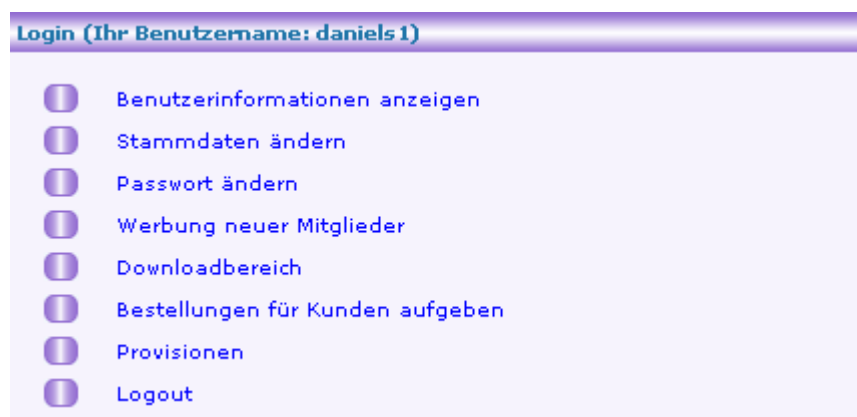 Login (Ihr Benutzername: daniels1)
Benutzerinformationen anzeigen
Stammdaten ändern
Passwort ändern
Werbung neuer Mitglieder
Downloadbereich
Bestellungen für Kunden aufgeben
Provisionen
Logout